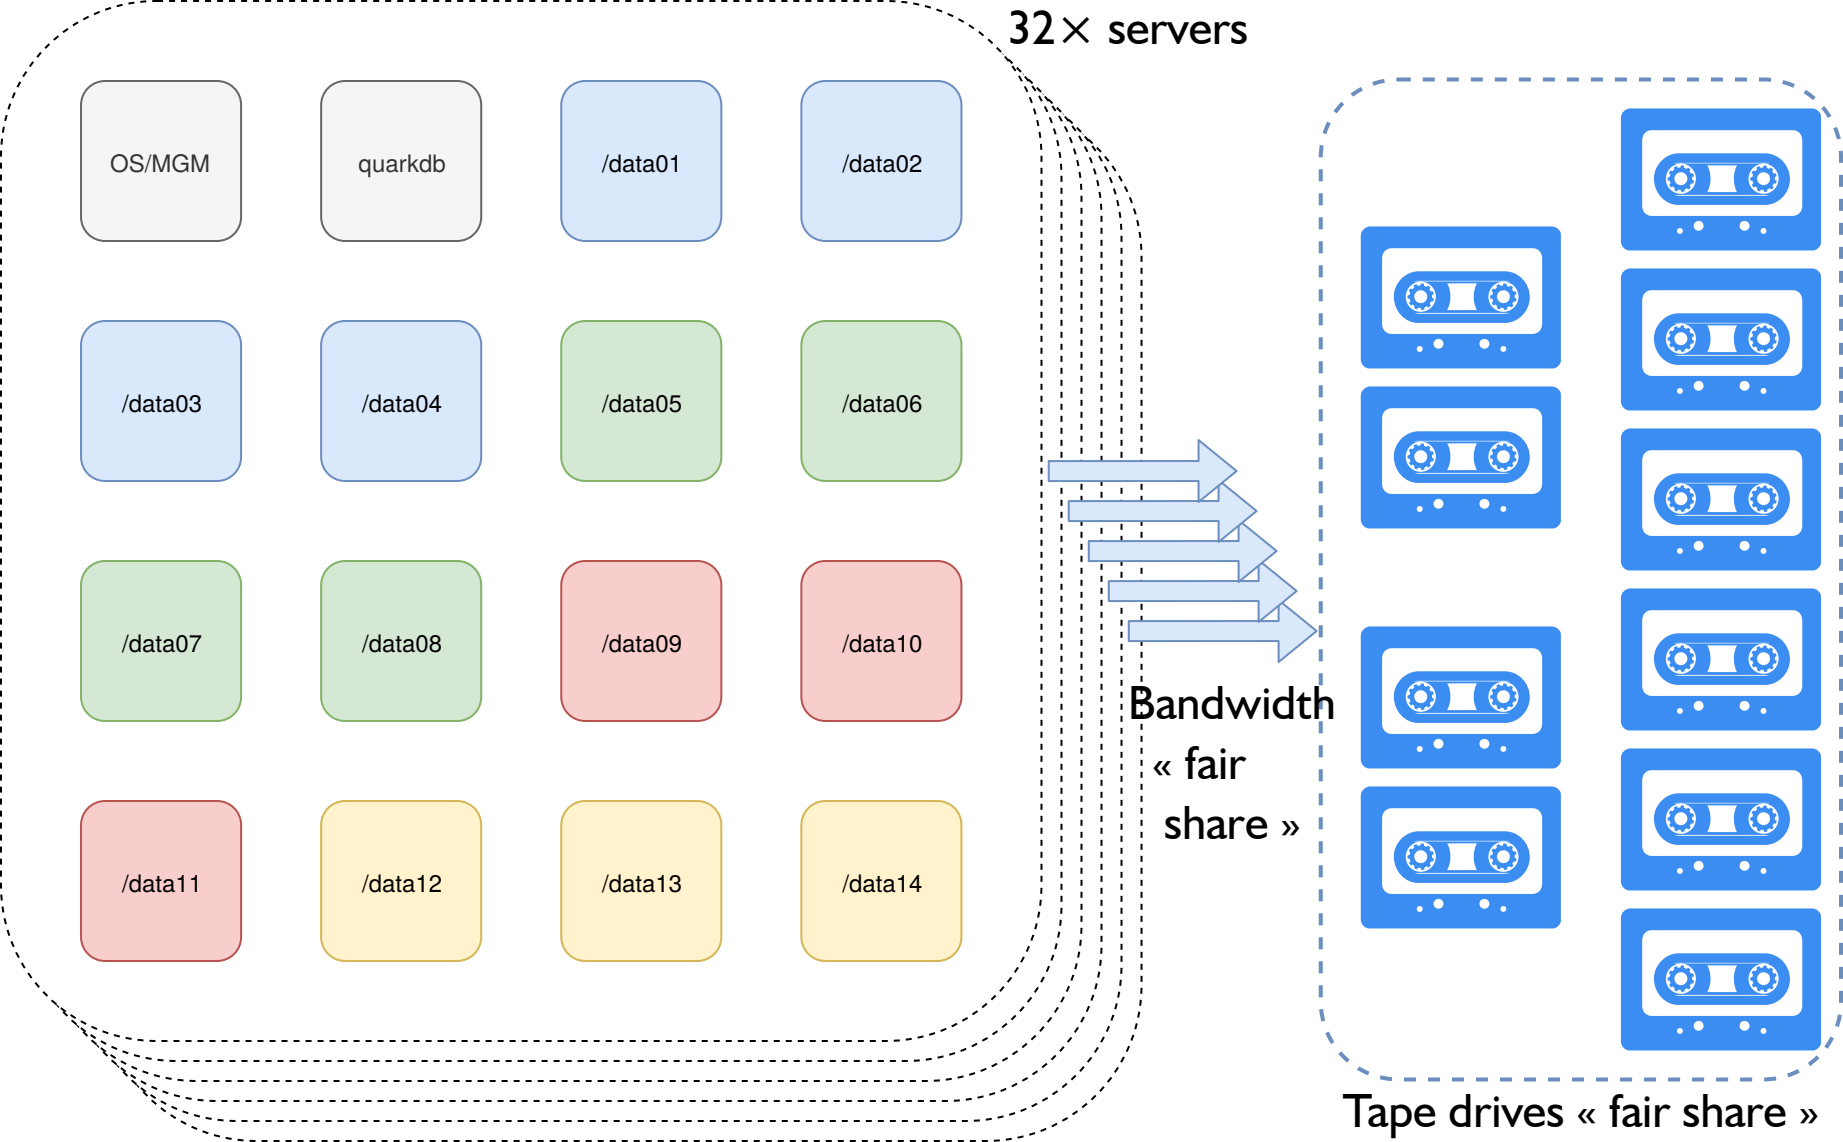 32× servers
OS/MGM
quarkdb
/data01
/data02
/data03
/data04
/data05
/data06
/data07
/data08
/data09
/data10
/data11
/data12
/data13
/data14
Bandwidth
« fair
share »
Tape drives « fair share »